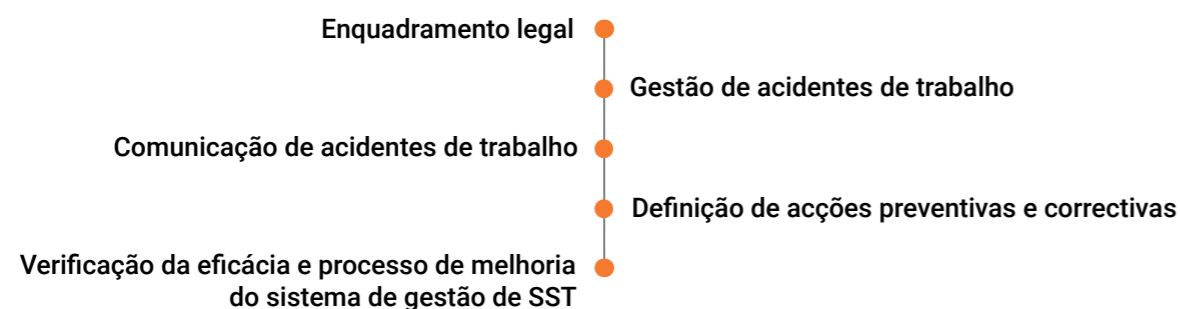 Enquadramento legal
Gestão de acidentes de trabalho
Comunicação de acidentes de trabalho
Definição de acções preventivas e correctivas
Verificação da eficácia e processo de melhoria
do sistema de gestão de SST